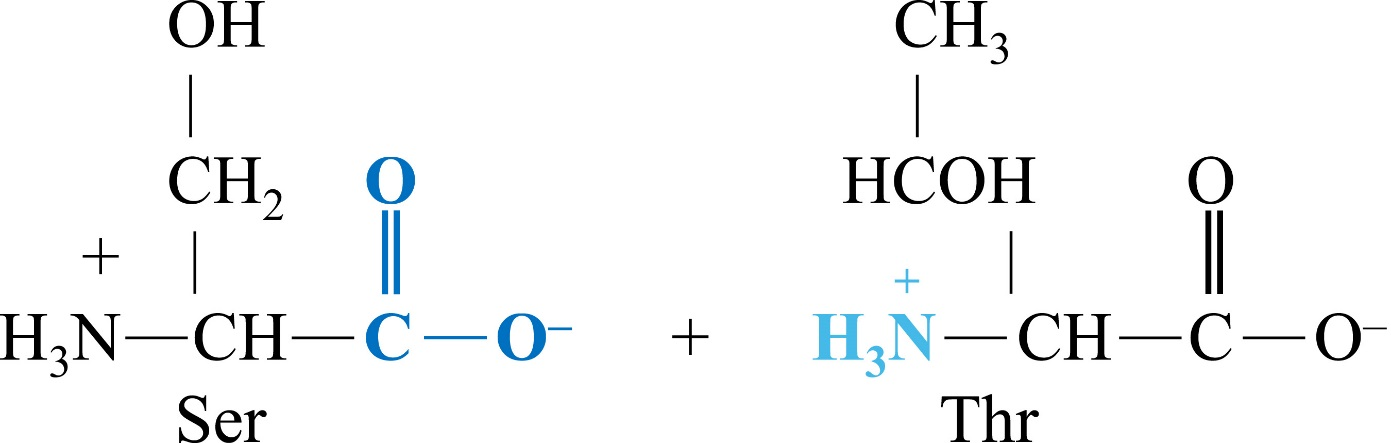 OH CH₃
CH₂ O HCOH O
+ +
H₃N—CH—C—O⁻ + H₃N—CH—C—O⁻
Ser Thr